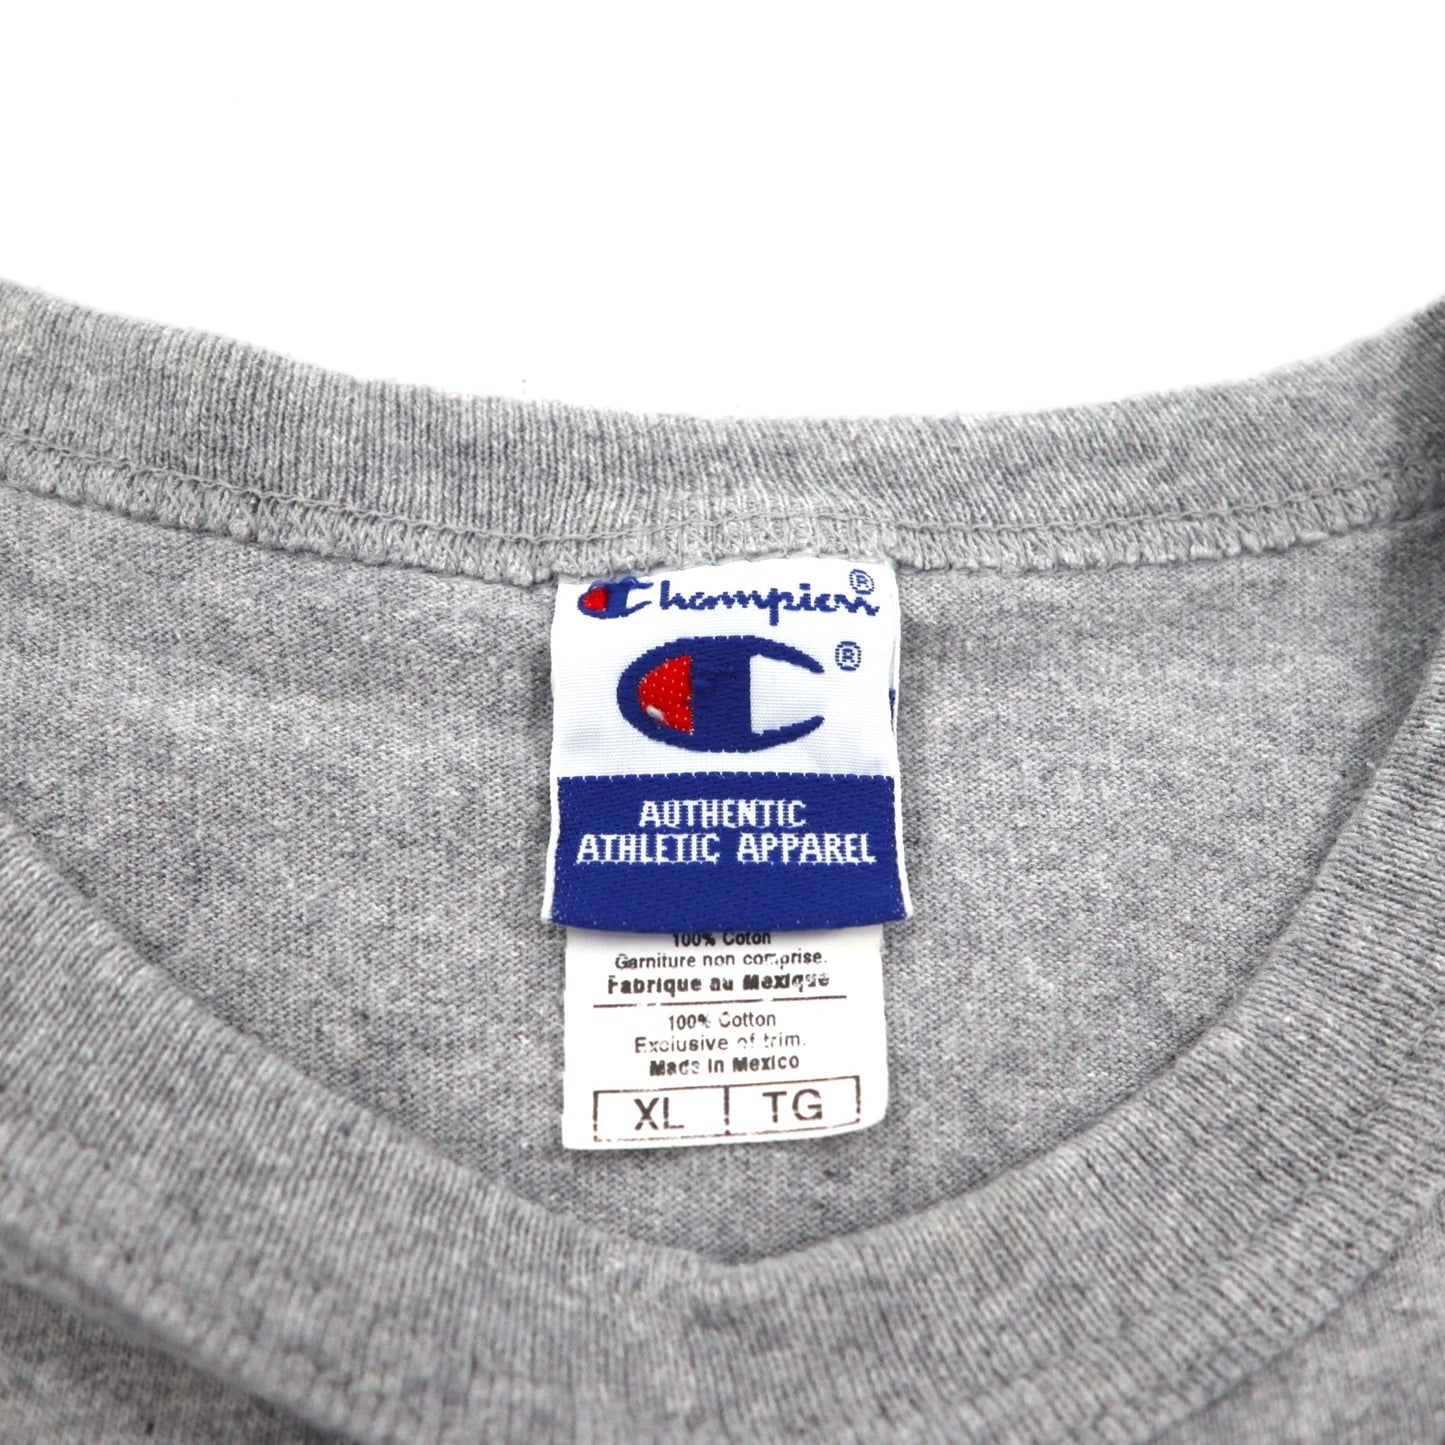 Champion®
®
AUTHENTIC
ATHLETIC APPAREL
100% Coton
Garniture non comprise.
Fabrique au Mexique
100% Cotton
Exclusive of trim.
Made in Mexico
XL TG